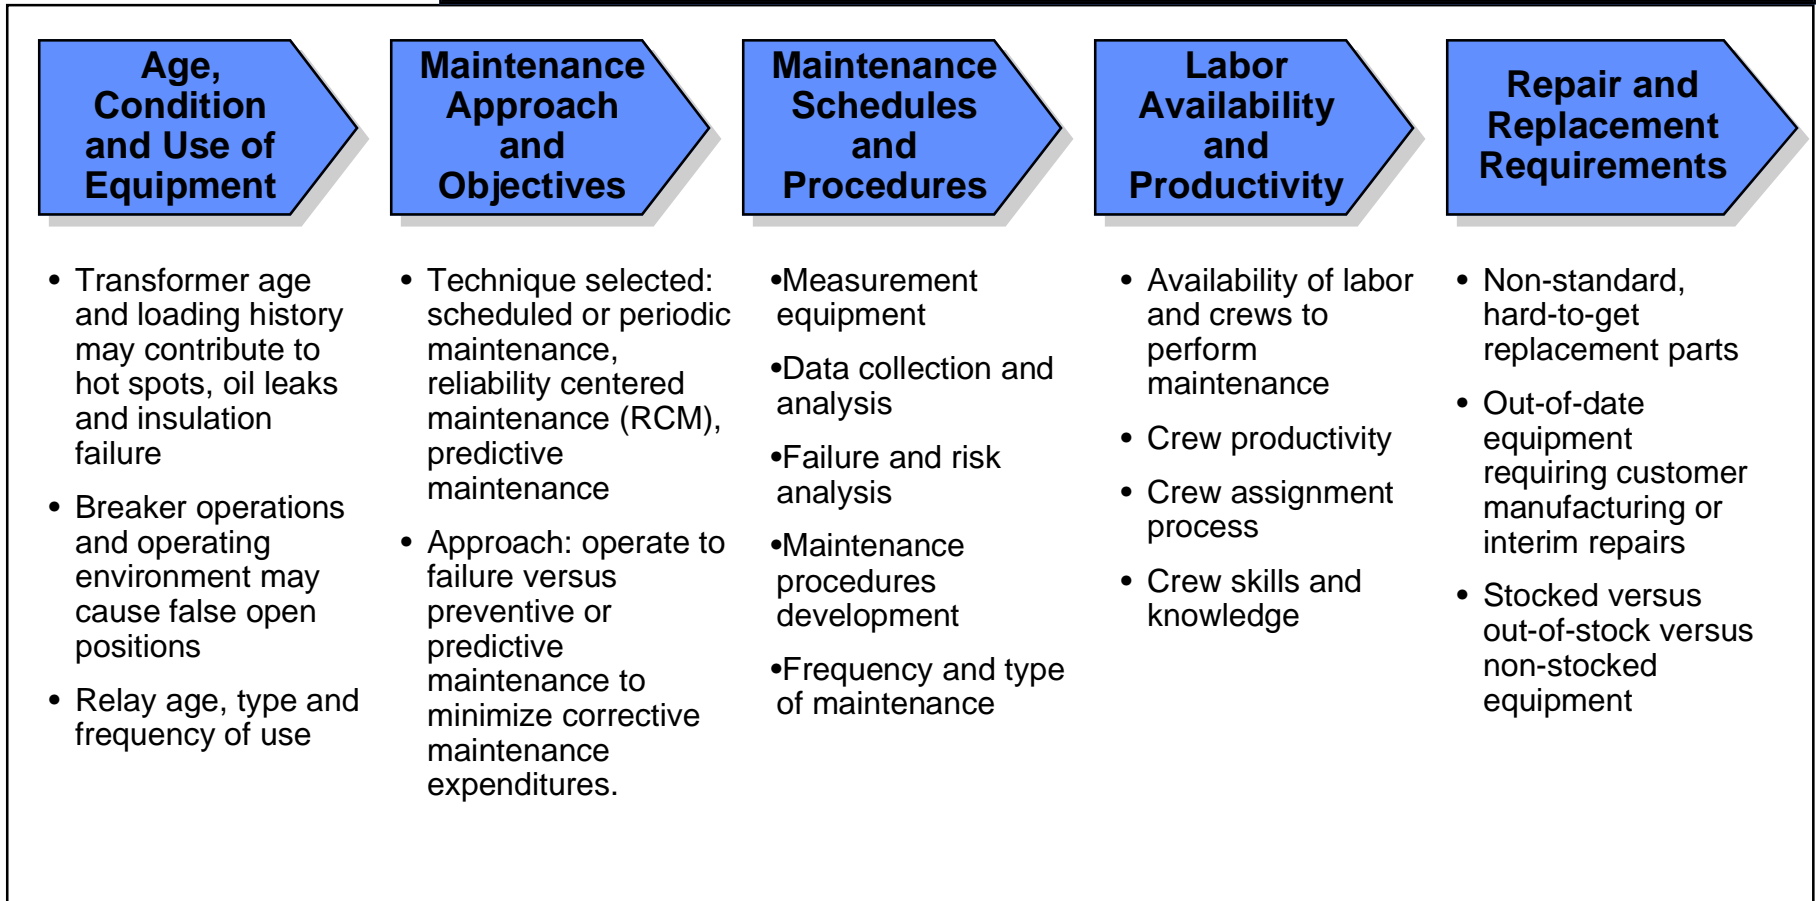 Age,
Condition
and Use of
Equipment
Maintenance
Approach
and
Objectives
Maintenance
Schedules
and
Procedures
Labor
Availability
and
Productivity
Repair and
Replacement
Requirements
• Transformer age
and loading history
may contribute to
hot spots, oil leaks
and insulation
failure
• Breaker operations
and operating
environment may
cause false open
positions
• Relay age, type and
frequency of use
• Technique selected:
scheduled or periodic
maintenance,
reliability centered
maintenance (RCM),
predictive
maintenance
• Approach: operate to
failure versus
preventive or
predictive
maintenance to
minimize corrective
maintenance
expenditures.
•Measurement
equipment
•Data collection and
analysis
•Failure and risk
analysis
•Maintenance
procedures
development
•Frequency and type
of maintenance
• Availability of labor
and crews to
perform
maintenance
• Crew productivity
• Crew assignment
process
• Crew skills and
knowledge
• Non-standard,
hard-to-get
replacement parts
• Out-of-date
equipment
requiring customer
manufacturing or
interim repairs
• Stocked versus
out-of-stock versus
non-stocked
equipment